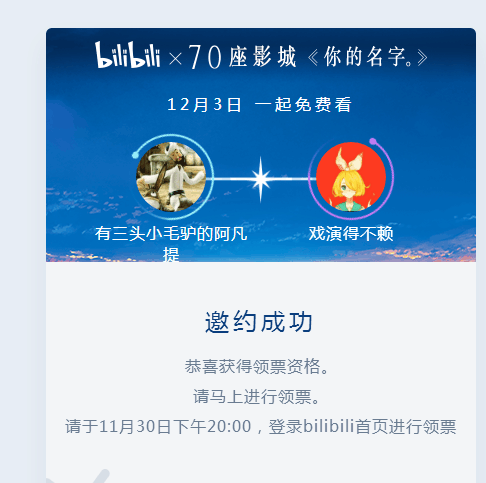 bilibili×70座影城《你的名字。》
12月3日 一起免费看
有三头小毛驴的阿凡提
戏演得不赖
邀约成功
恭喜获得领票资格。
请马上进行领票。
请于11月30日下午20:00，登录bilibili首页进行领票